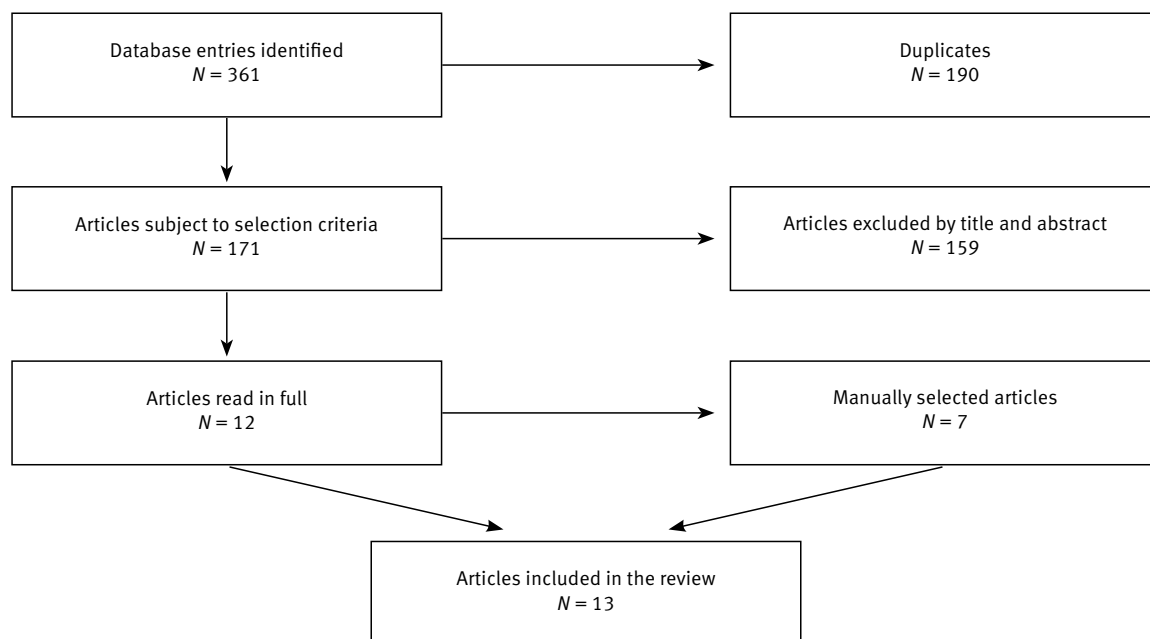 Database entries identified
N = 361
Duplicates
N = 190
Articles subject to selection criteria
N = 171
Articles excluded by title and abstract
N = 159
Articles read in full
N = 12
Manually selected articles
N = 7
Articles included in the review
N = 13